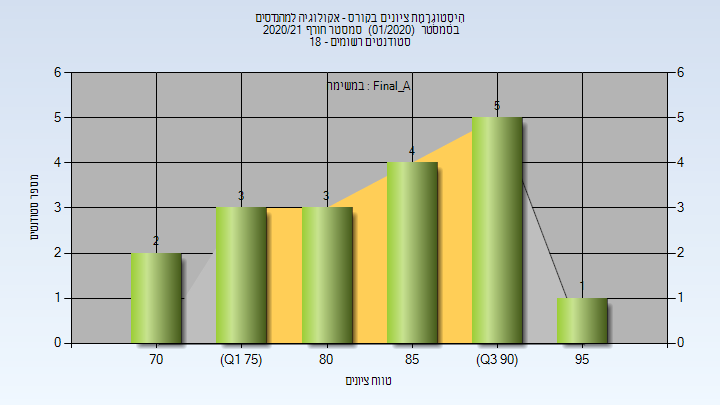 היסטוגרמת ציונים בקורס - אקולוגיה למהנדסים
בסמסטר (01/2020) סמסטר חורף 2020/21
סטודנטים רשומים - 18
במשימה : Final_A
מספר סטודנטים
6 6
5 5
4 4
3 3
2 2
1 1
0 0
2 3 3 4 5 1
70 (Q1 75) 80 85 (Q3 90) 95
טווח ציונים